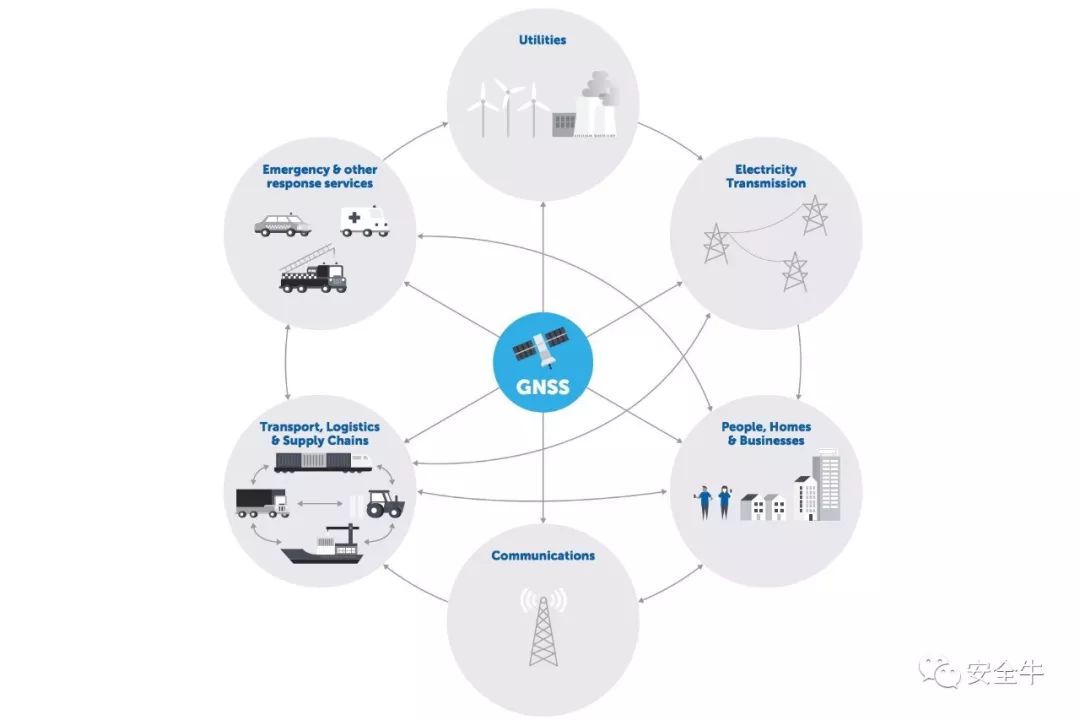 Utilities
Emergency & other
response services
Electricity
Transmission
GNSS
Transport, Logistics
& Supply Chains
People, Homes
& Businesses
Communications
安全牛